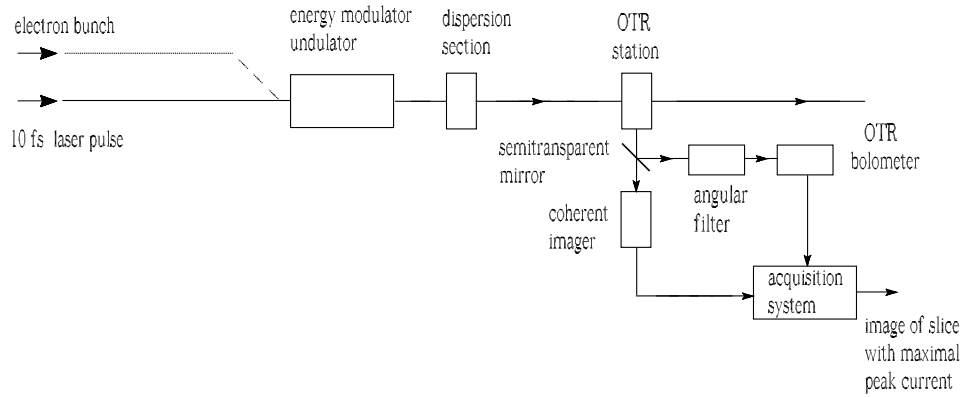 electron bunch
10 fs laser pulse
energy modulator
undulator
dispersion
section
OTR
station
semitransparent
mirror
coherent
imager
angular
filter
OTR
bolometer
acquisition
system
image of slice
with maximal
peak current